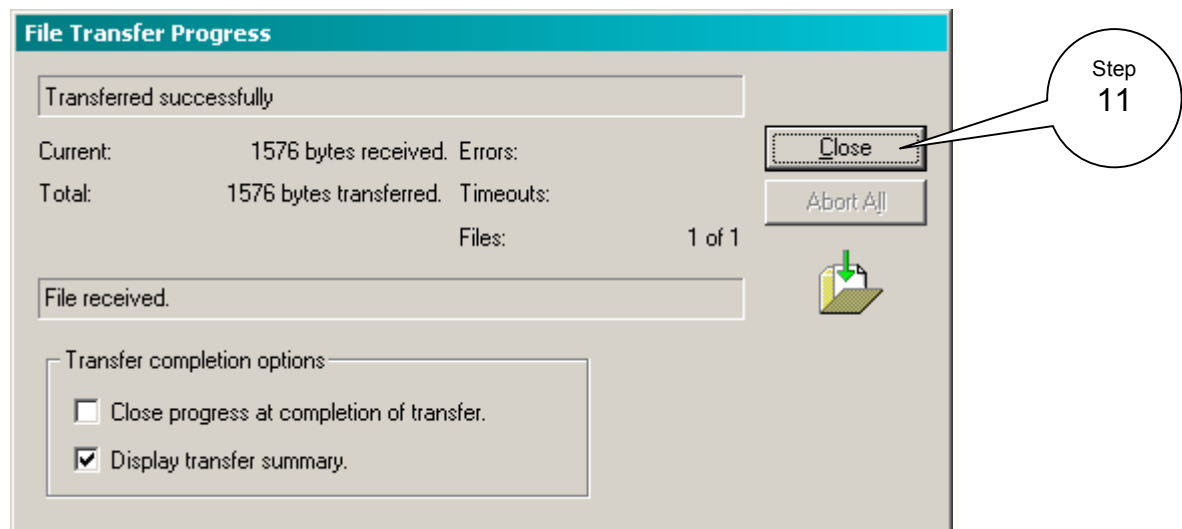 File Transfer Progress
Transferred successfully
Current: 1576 bytes received. Errors:
Total: 1576 bytes transferred. Timeouts:
Files: 1 of 1
File received.
Transfer completion options
Close progress at completion of transfer.
Display transfer summary.
Close
Abort All
Step
11